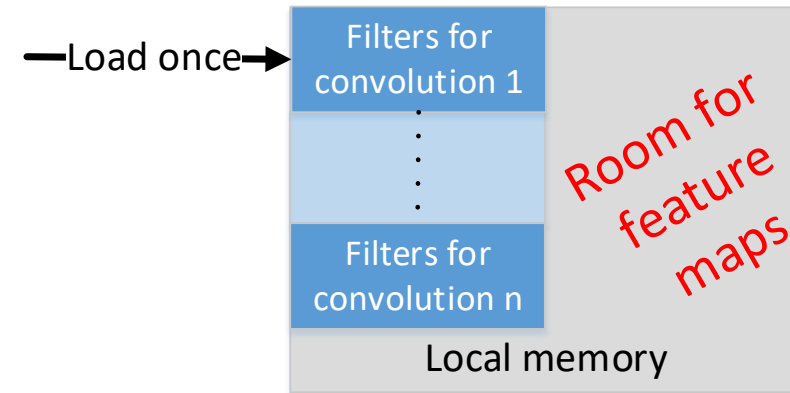 Load once
Filters for
convolution 1
Room for
feature
maps
Filters for
convolution n
Local memory